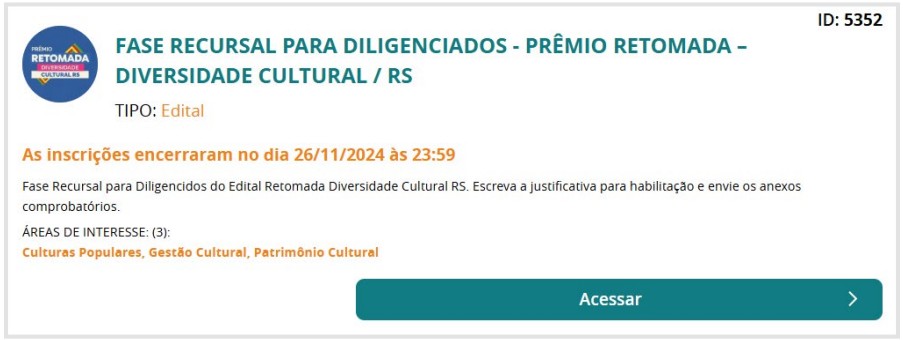 ID: 5352
PRÊMIO
RETOMADA
DIVERSIDADE
CULTURAL RS
FASE RECURSAL PARA DILIGENCIADOS - PRÊMIO RETOMADA –
DIVERSIDADE CULTURAL / RS
TIPO: Edital
As inscrições encerraram no dia 26/11/2024 às 23:59
Fase Recursal para Diligencidos do Edital Retomada Diversidade Cultural RS. Escreva a justificativa para habilitação e envie os anexos
comprobatórios.
ÁREAS DE INTERESSE: (3):
Culturas Populares, Gestão Cultural, Patrimônio Cultural
Acessar